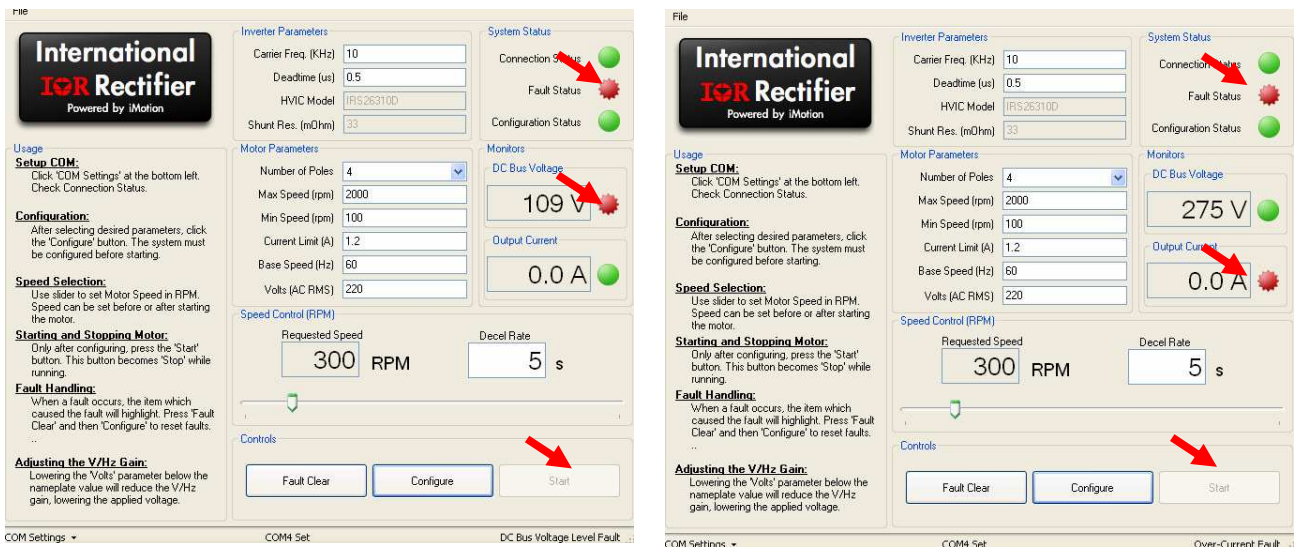 File
International
IOR Rectifier
Powered by iMotion
Inverter Parameters
Carrier Freq. (KHz) 10
Deadtime (us) 0.5
HVIC Model IRS26310D
Shunt Res. (mOhm) 33
System Status
Connection Status
Fault Status
Configuration Status
Usage
Setup COM:
Click 'COM Settings' at the bottom left.
Check Connection Status.
Configuration:
After selecting desired parameters, click
the 'Configure' button. The system must
be configured before starting.
Speed Selection:
Use slider to set Motor Speed in RPM.
Speed can be set before or after starting
the motor.
Starting and Stopping Motor:
Only after configuring, press the 'Start'
button. This button becomes 'Stop' while
running.
Fault Handling:
When a fault occurs, the item which
caused the fault will highlight. Press 'Fault
Clear' and then 'Configure' to reset faults.
..
Adjusting the V/Hz Gain:
Lowering the 'Volts' parameter below the
nameplate value will reduce the V/Hz
gain, lowering the applied voltage.
Motor Parameters
Number of Poles 4
Max Speed (rpm) 2000
Min Speed (rpm) 100
Current Limit (A) 1.2
Base Speed (Hz) 60
Volts (AC RMS) 220
Monitors
DC Bus Voltage
109 V
Output Current
0.0 A
Speed Control (RPM)
Requested Speed
300 RPM
Decel Rate
5 s
Controls
Fault Clear
Configure
Start
COM Settings
COM4 Set
DC Bus Voltage Level Fault
File
International
IOR Rectifier
Powered by iMotion
Inverter Parameters
Carrier Freq. (KHz) 10
Deadtime (us) 0.5
HVIC Model IRS26310D
Shunt Res. (mOhm) 33
System Status
Connection Status
Fault Status
Configuration Status
Usage
Setup COM:
Click 'COM Settings' at the bottom left.
Check Connection Status.
Configuration:
After selecting desired parameters, click
the 'Configure' button. The system must
be configured before starting.
Speed Selection:
Use slider to set Motor Speed in RPM.
Speed can be set before or after starting
the motor.
Starting and Stopping Motor:
Only after configuring, press the 'Start'
button. This button becomes 'Stop' while
running.
Fault Handling:
When a fault occurs, the item which
caused the fault will highlight. Press 'Fault
Clear' and then 'Configure' to reset faults.
..
Adjusting the V/Hz Gain:
Lowering the 'Volts' parameter below the
nameplate value will reduce the V/Hz
gain, lowering the applied voltage.
Motor Parameters
Number of Poles 4
Max Speed (rpm) 2000
Min Speed (rpm) 100
Current Limit (A) 1.2
Base Speed (Hz) 60
Volts (AC RMS) 220
Monitors
DC Bus Voltage
275 V
Output Current
0.0 A
Speed Control (RPM)
Requested Speed
300 RPM
Decel Rate
5 s
Controls
Fault Clear
Configure
Start
COM Settings
COM4 Set
Over-Current Fault